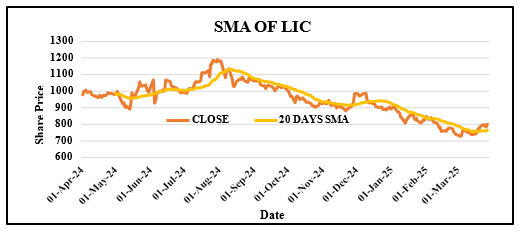 SMA OF LIC
1300
1200
1100
1000
900
800
700
600
Share Price
CLOSE
20 DAYS SMA
01-Apr-24
01-May-24
01-Jun-24
01-Jul-24
01-Aug-24
01-Sep-24
01-Oct-24
01-Nov-24
01-Dec-24
01-Jan-25
01-Feb-25
01-Mar-25
Date